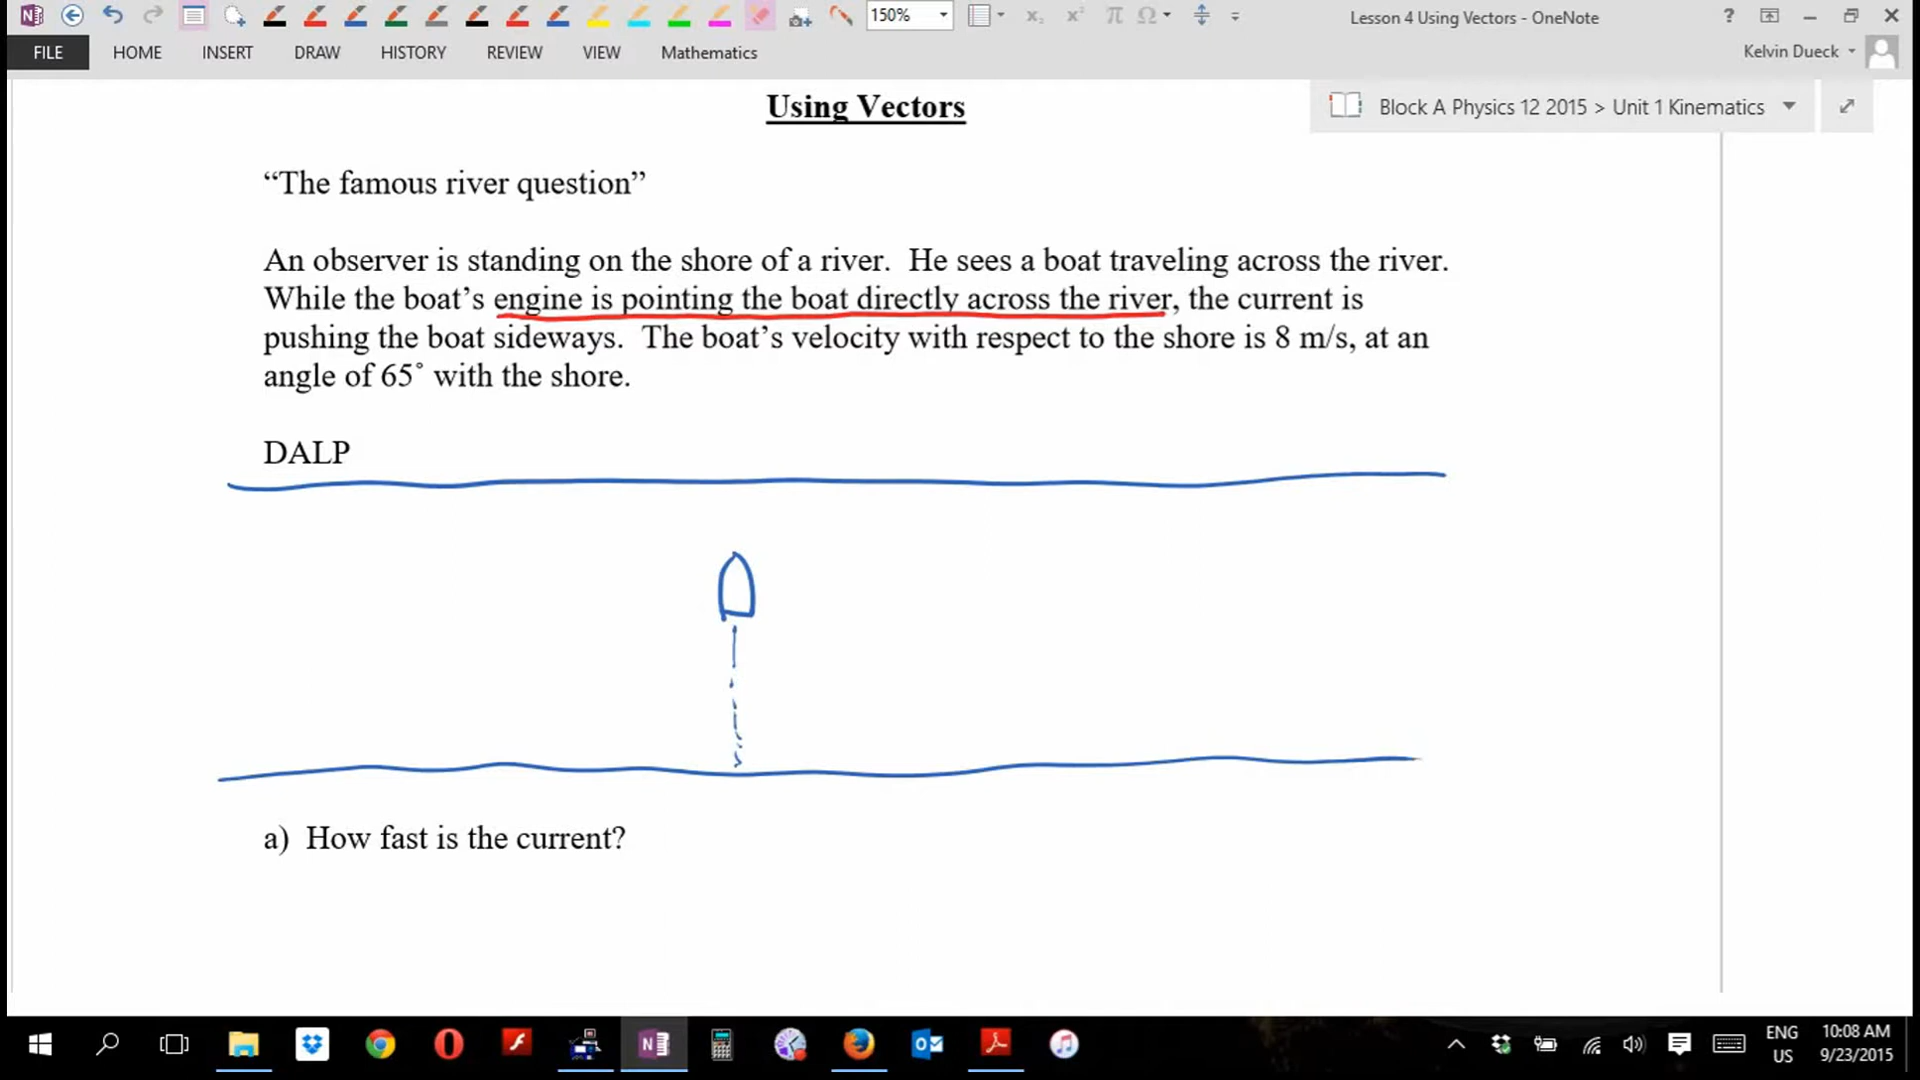 150%
x₂ x² π Ω
Lesson 4 Using Vectors - OneNote
?
FILE HOME INSERT DRAW HISTORY REVIEW VIEW Mathematics
Kelvin Dueck
Using Vectors
Block A Physics 12 2015 > Unit 1 Kinematics
“The famous river question”
An observer is standing on the shore of a river. He sees a boat traveling across the river.
While the boat’s engine is pointing the boat directly across the river, the current is
pushing the boat sideways. The boat’s velocity with respect to the shore is 8 m/s, at an
angle of 65˚ with the shore.
DALP
a) How fast is the current?
ENG
US
10:08 AM
9/23/2015